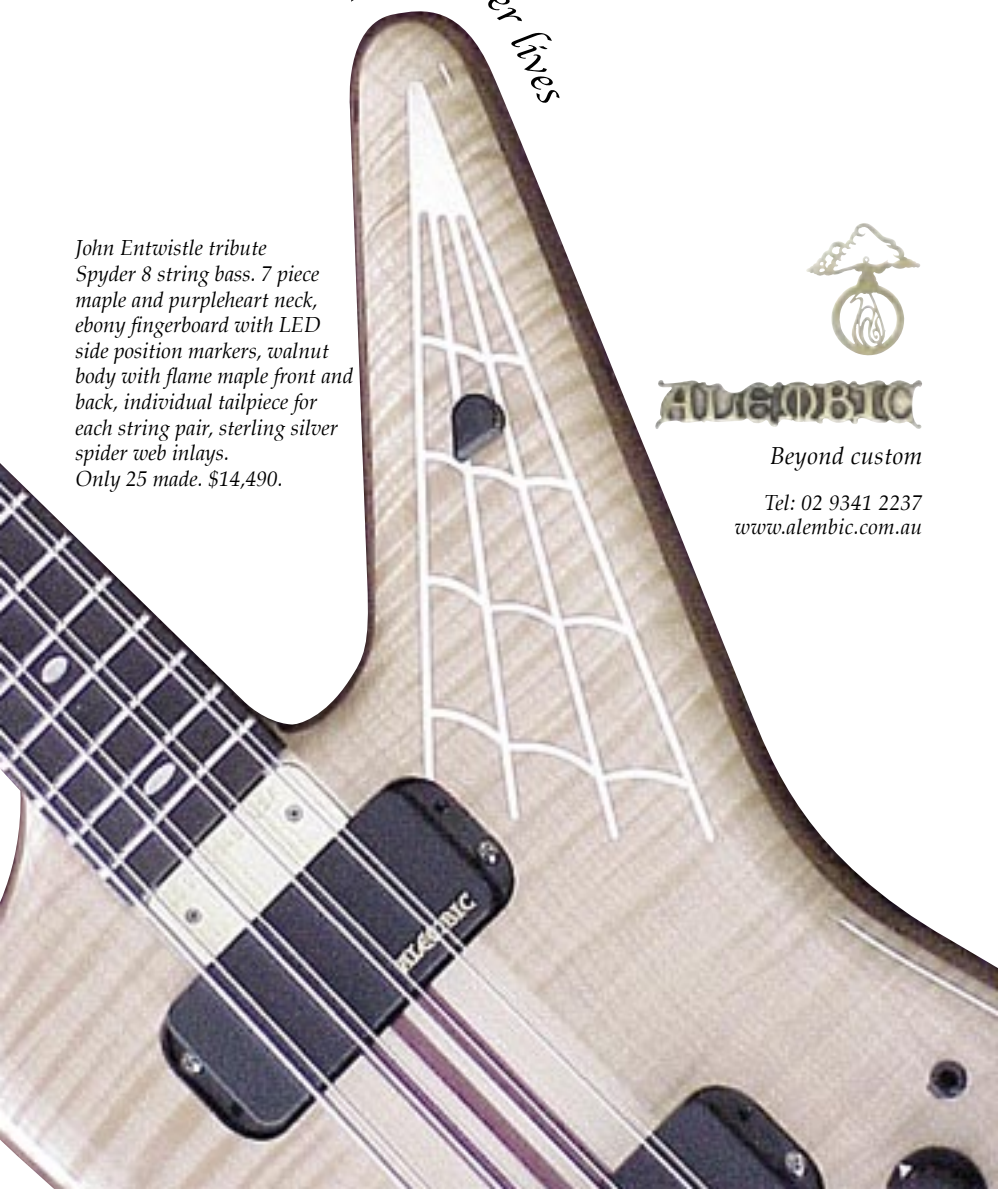 lives
John Entwistle tribute
Spyder 8 string bass. 7 piece
maple and purpleheart neck,
ebony fingerboard with LED
side position markers, walnut
body with flame maple front and
back, individual tailpiece for
each string pair, sterling silver
spider web inlays.
Only 25 made. $14,490.
ALEMBIC
Beyond custom
Tel: 02 9341 2237
www.alembic.com.au
ALEMBIC